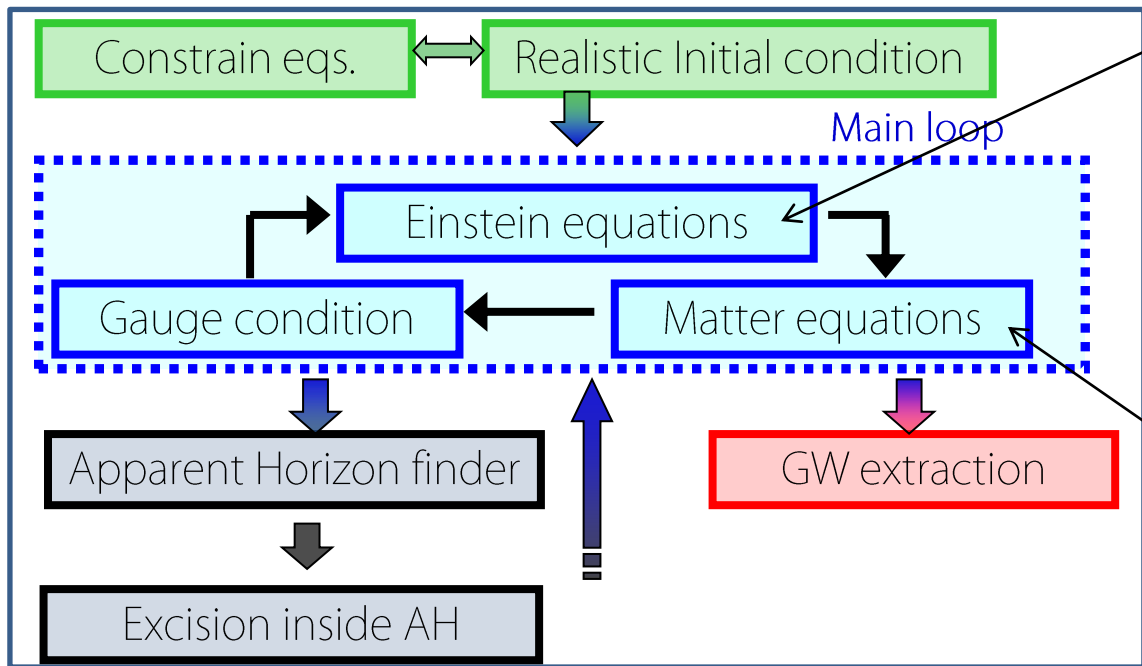 Constrain eqs.
Realistic Initial condition
Main loop
Einstein equations
Gauge condition
Matter equations
Apparent Horizon finder
GW extraction
Excision inside AH